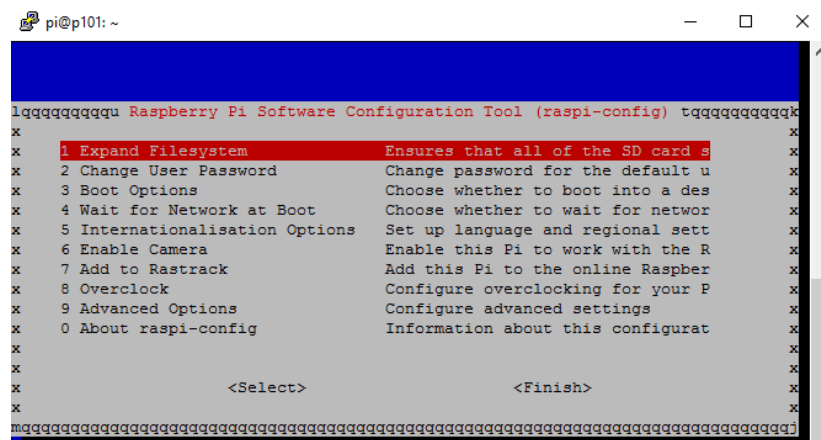 pi@p101: ~
lqqqqqqqqqu Raspberry Pi Software Configuration Tool (raspi-config) tqqqqqqqqqqk
x x
x 1 Expand Filesystem Ensures that all of the SD card s x
x 2 Change User Password Change password for the default u x
x 3 Boot Options Choose whether to boot into a des x
x 4 Wait for Network at Boot Choose whether to wait for networ x
x 5 Internationalisation Options Set up language and regional sett x
x 6 Enable Camera Enable this Pi to work with the R x
x 7 Add to Rastrack Add this Pi to the online Raspber x
x 8 Overclock Configure overclocking for your P x
x 9 Advanced Options Configure advanced settings x
x 0 About raspi-config Information about this configurat x
x x
x x
x <Select> <Finish> x
x x
mqqqqqqqqqqqqqqqqqqqqqqqqqqqqqqqqqqqqqqqqqqqqqqqqqqqqqqqqqqqqqqqqqqqqqqqqqqqqqqj